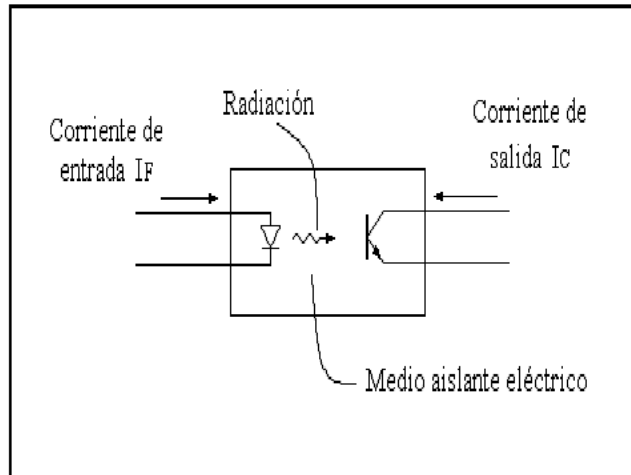 Radiación
Corriente de
entrada IF
Corriente de
salida IC
Medio aislante eléctrico